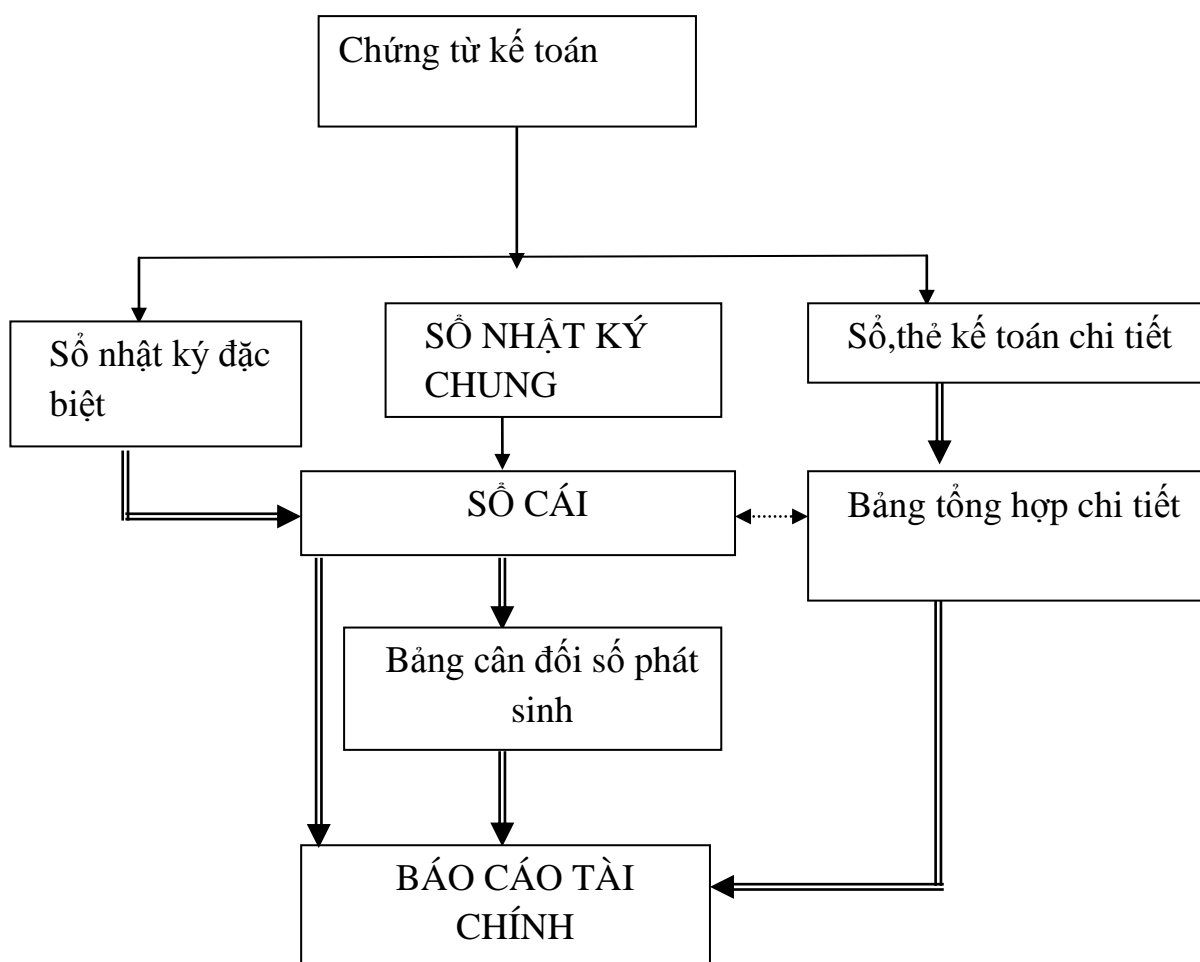 Chứng từ kế toán
Sổ nhật ký đặc
biệt
SỔ NHẬT KÝ
CHUNG
Sổ,thẻ kế toán chi tiết
SỔ CÁI
Bảng tổng hợp chi tiết
Bảng cân đối số phát
sinh
BÁO CÁO TÀI
CHÍNH